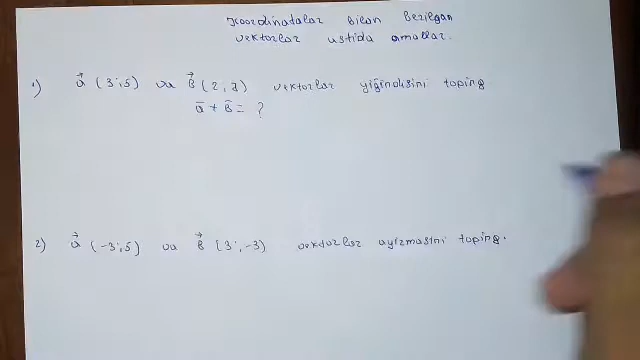 Koordinatalar bilan berilgan
vektorlar ustida amallar.
1) a⃗ (3;5) va b⃗ (2,7) vektorlar yig'indisini toping
a̅ + b̅ = ?
2) a⃗ (-3;5) va b⃗ (3;-3) vektorlar ayirmasini toping.